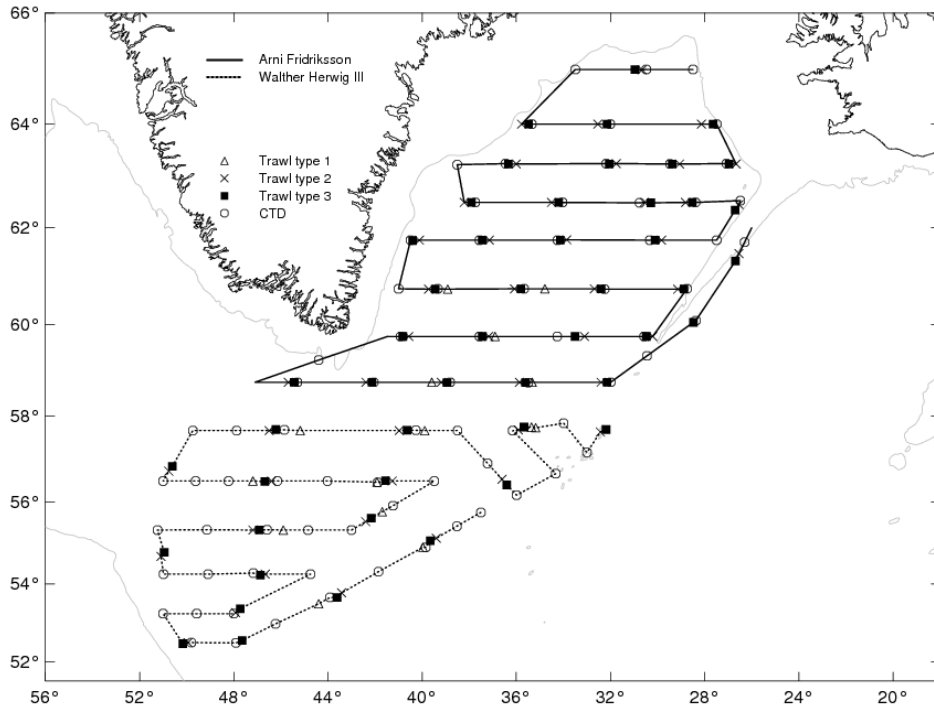 66°
64°
62°
60°
58°
56°
54°
52°
Arni Fridriksson
Walther Herwig III
Trawl type 1
Trawl type 2
Trawl type 3
CTD
56° 52° 48° 44° 40° 36° 32° 28° 24° 20°